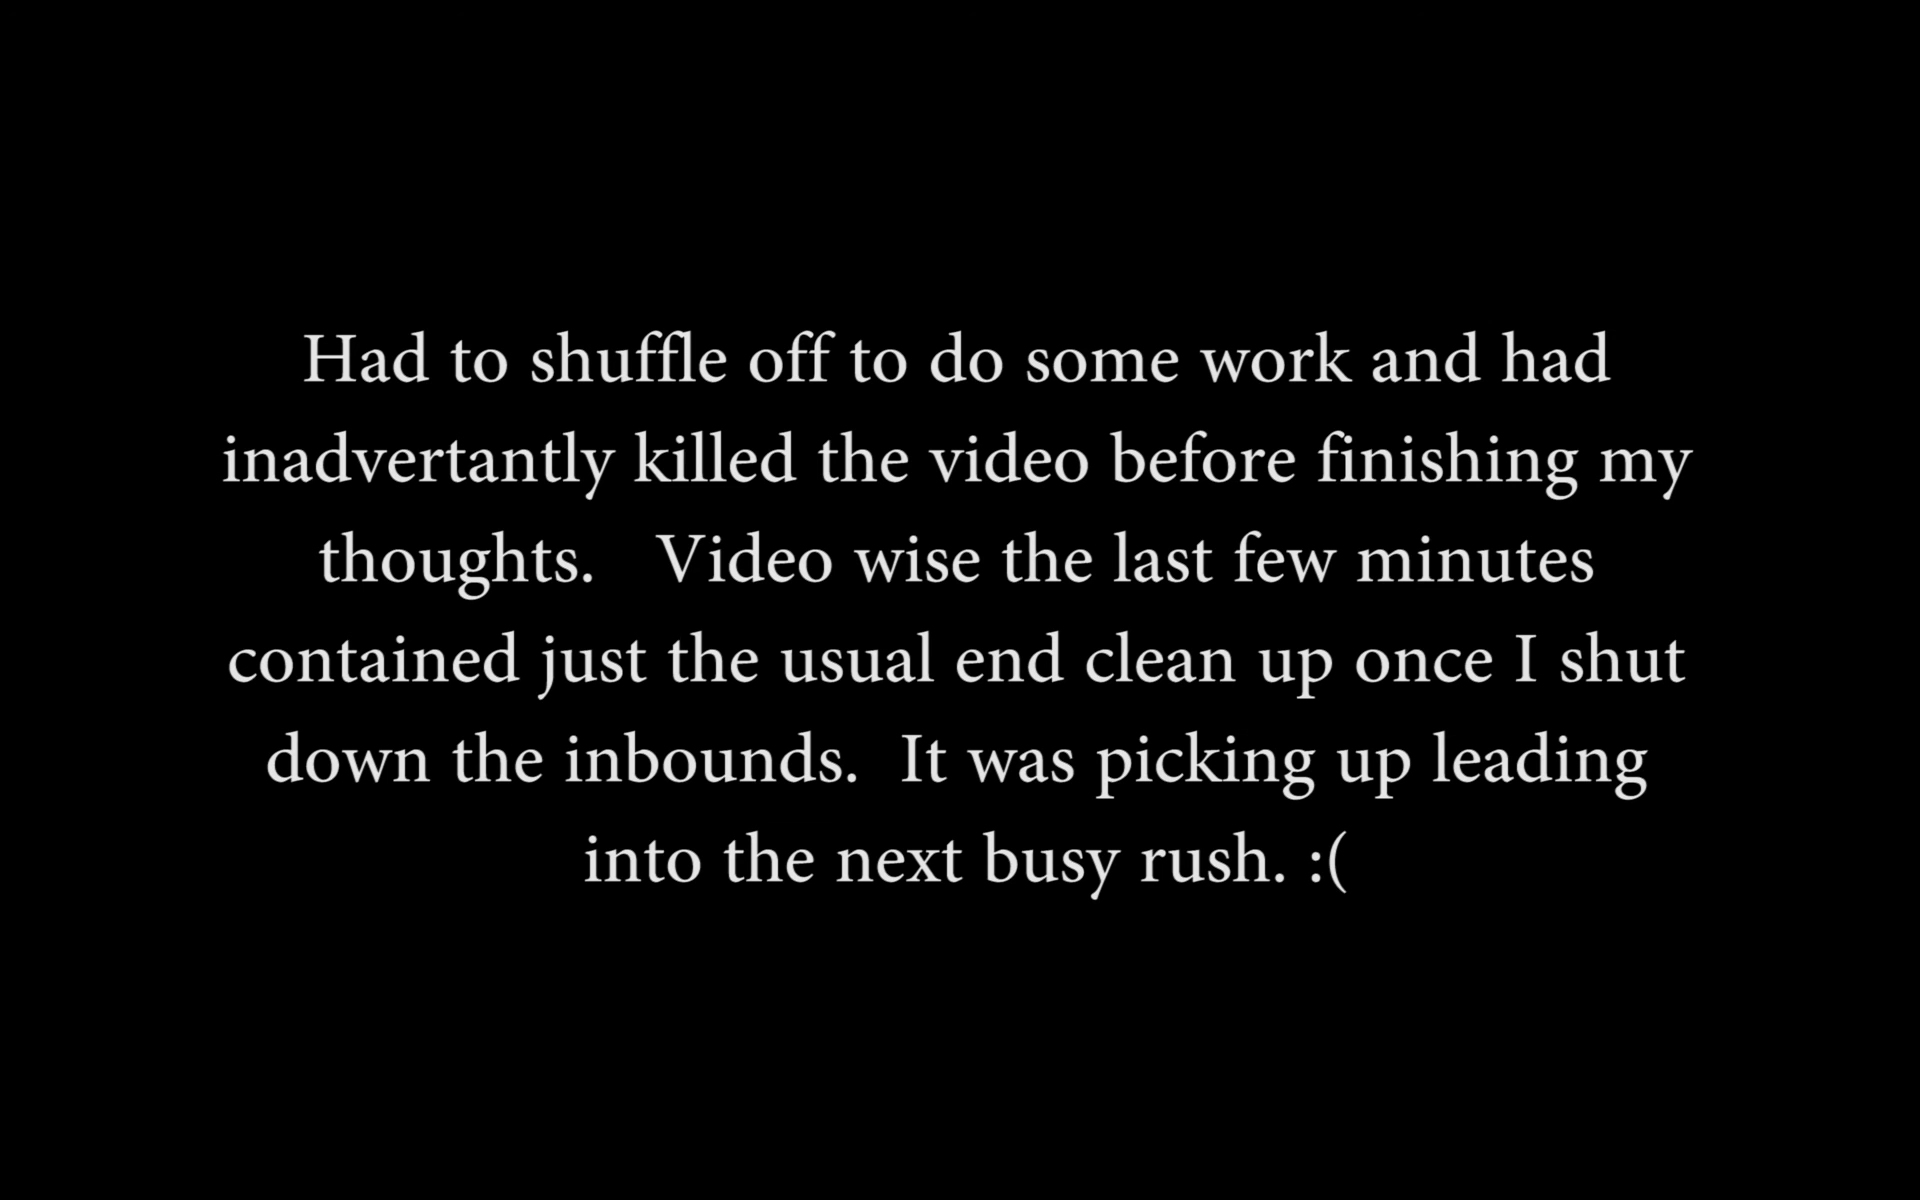 Had to shuffle off to do some work and had
inadvertantly killed the video before finishing my
thoughts.   Video wise the last few minutes
contained just the usual end clean up once I shut
down the inbounds.  It was picking up leading
into the next busy rush. :(